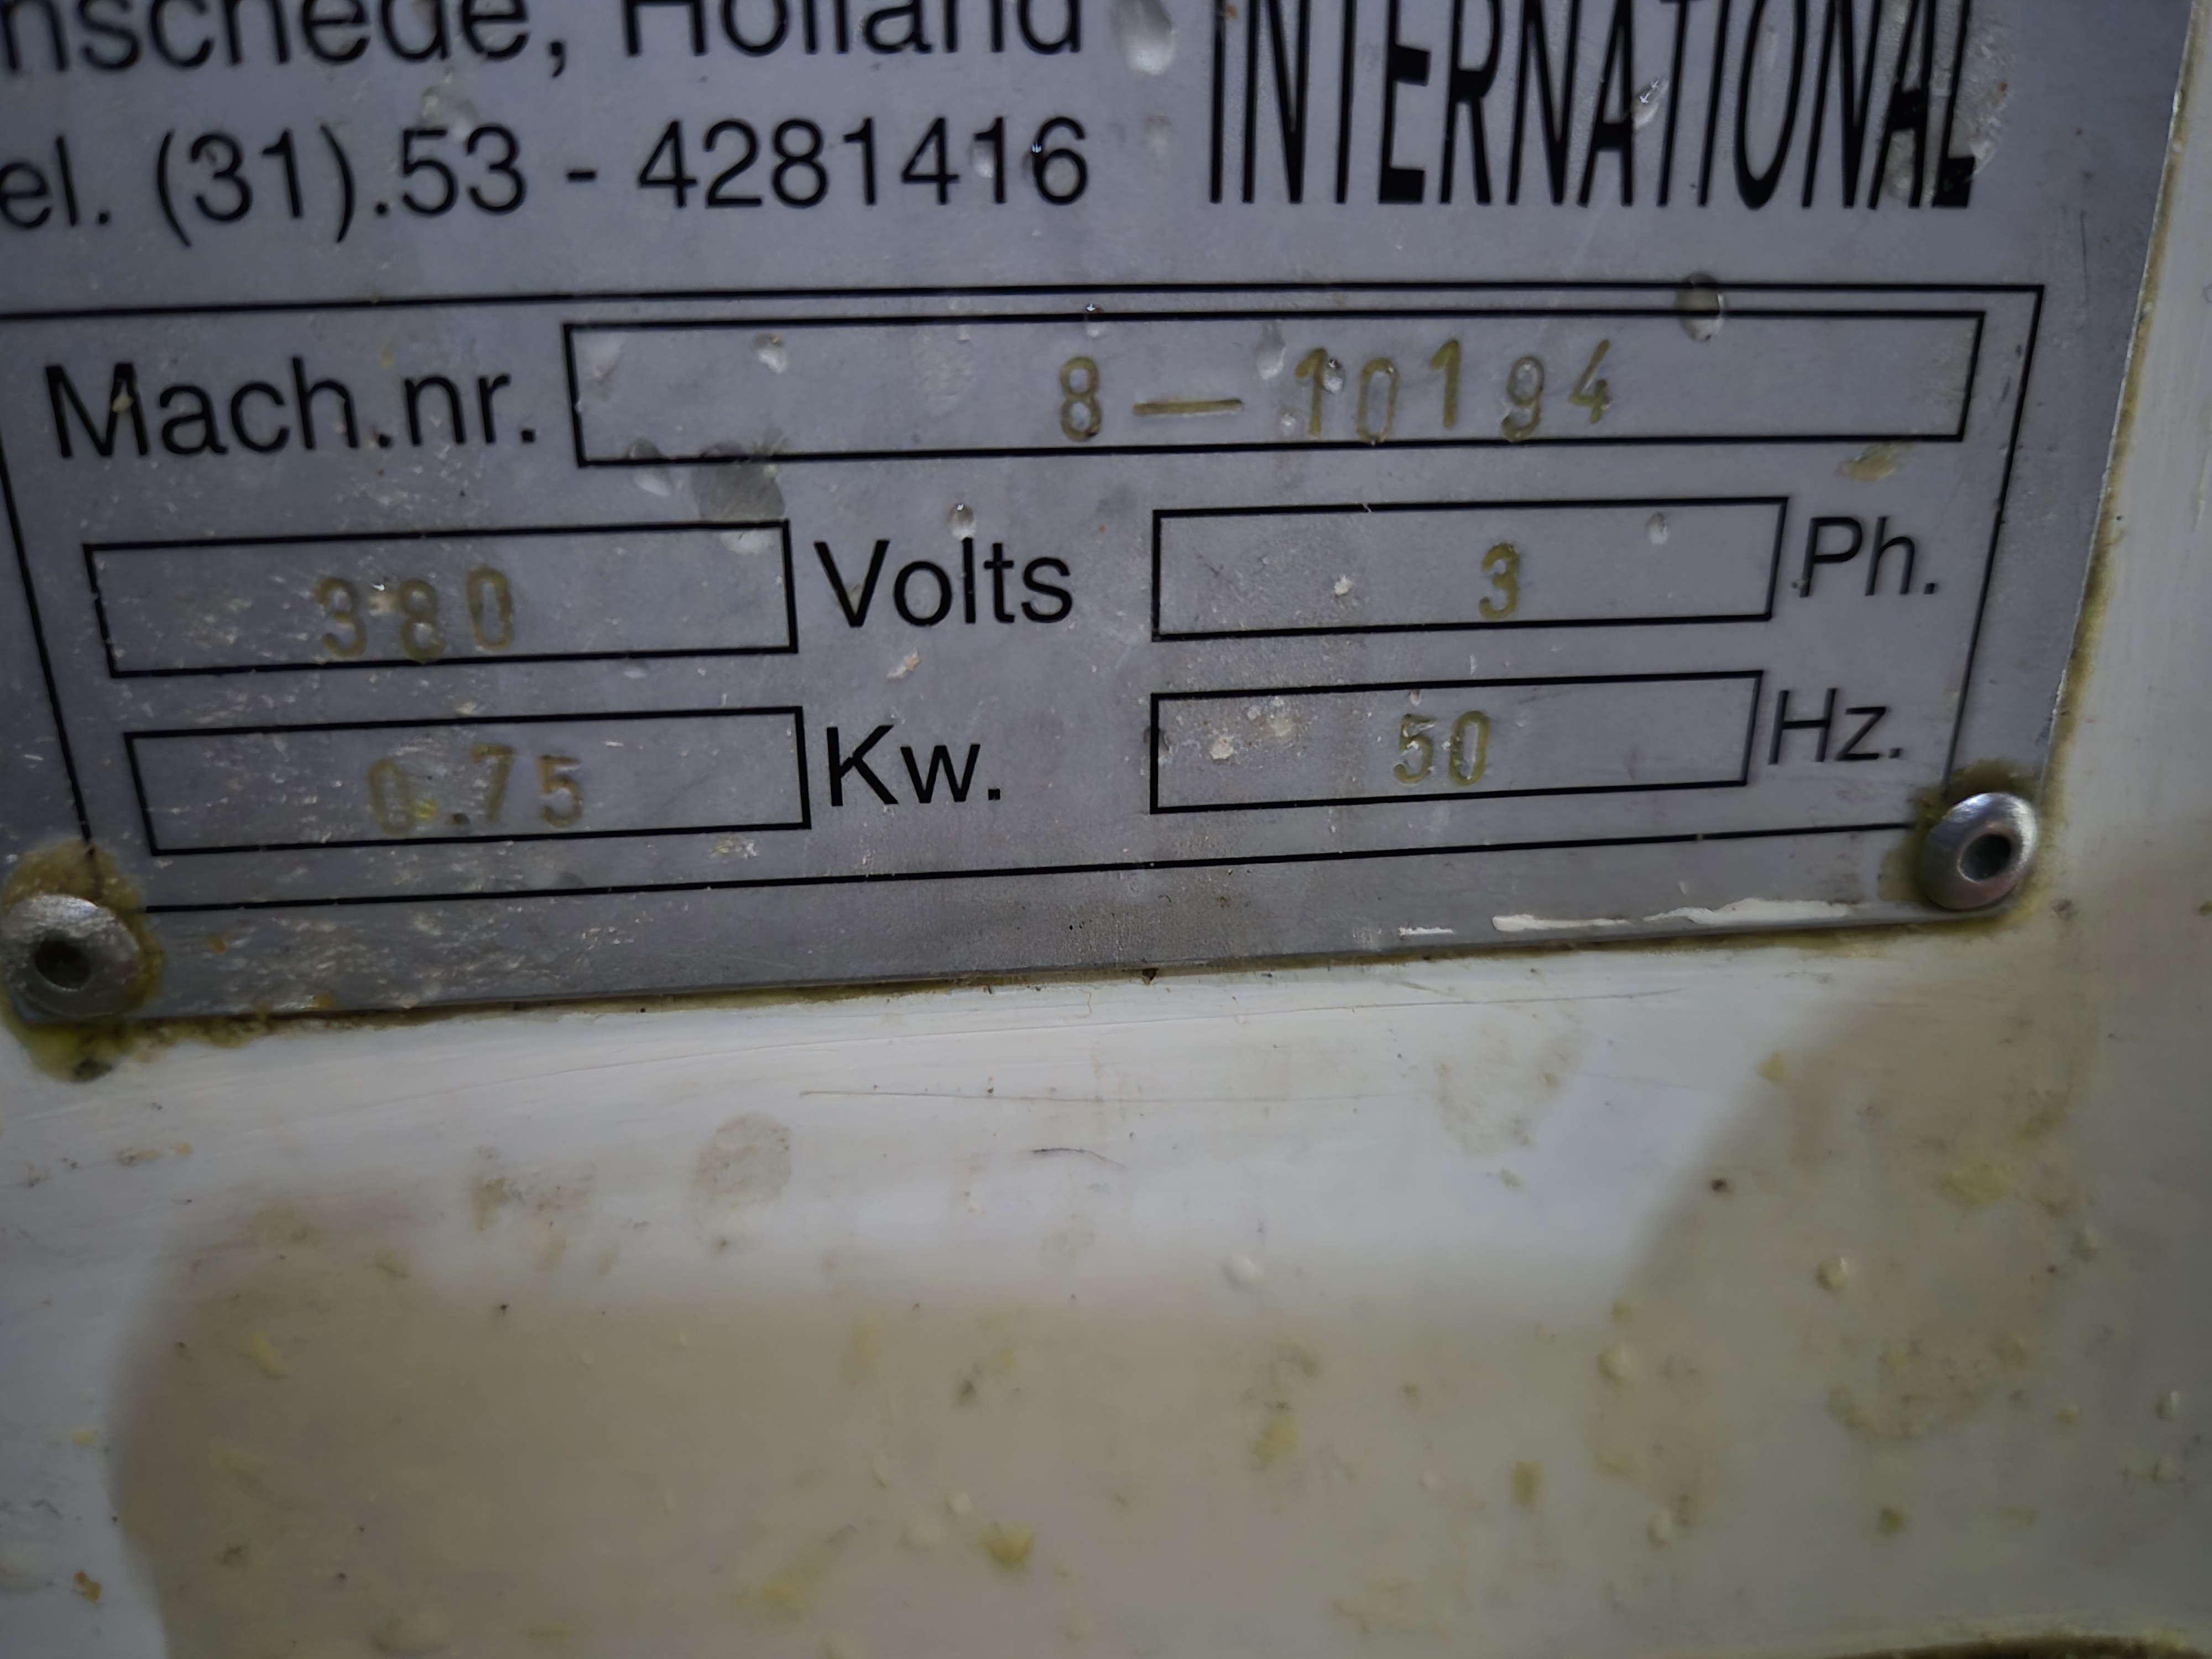 nschede, Holland
INTERNATIONAL
el. (31).53 - 4281416
Mach.nr. 8—10194
380 Volts 3 Ph.
0.75 Kw. 50 Hz.